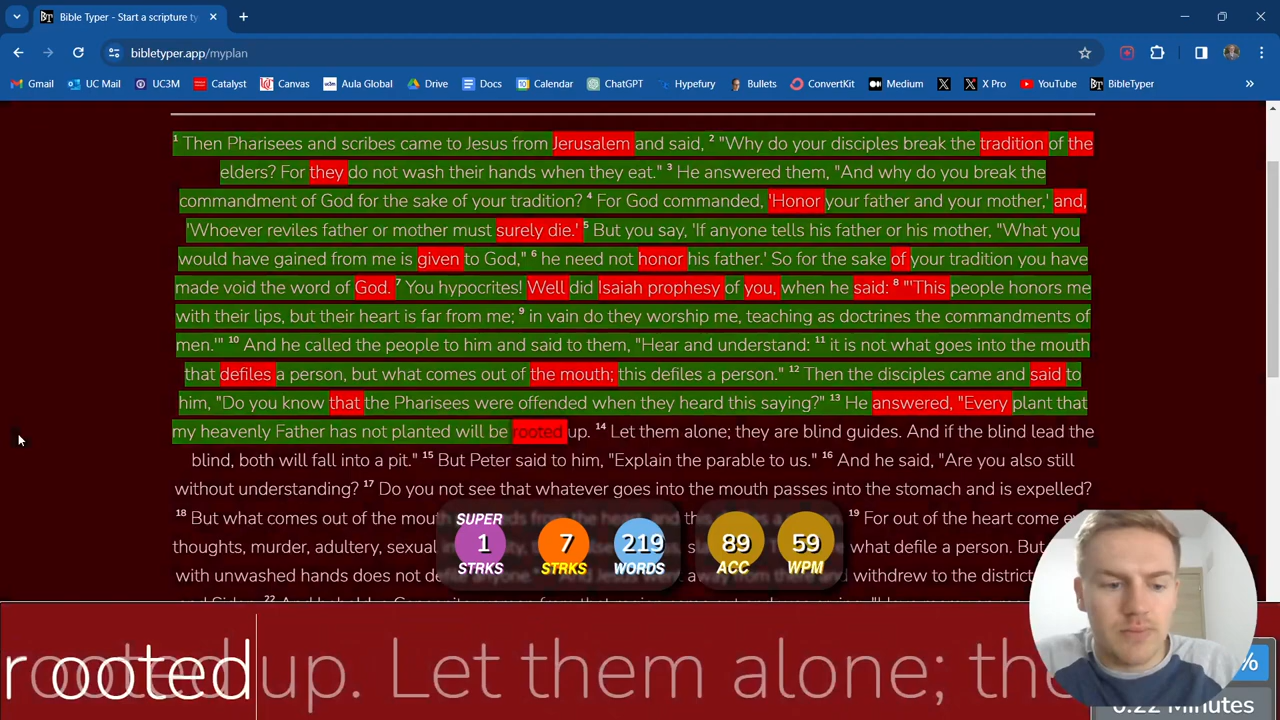 Bible Typer - Start a scripture ty
bibletyper.app/myplan
Gmail UC Mail UC3M Catalyst Canvas Aula Global Drive Docs Calendar ChatGPT Hypefury Bullets ConvertKit Medium X X Pro YouTube BibleTyper
1 Then Pharisees and scribes came to Jesus from Jerusalem and said, 2 "Why do your disciples break the tradition of the
elders? For they do not wash their hands when they eat." 3 He answered them, "And why do you break the
commandment of God for the sake of your tradition? 4 For God commanded, 'Honor your father and your mother,' and,
'Whoever reviles father or mother must surely die.' 5 But you say, 'If anyone tells his father or his mother, "What you
would have gained from me is given to God," 6 he need not honor his father.' So for the sake of your tradition you have
made void the word of God. 7 You hypocrites! Well did Isaiah prophesy of you, when he said: 8 "'This people honors me
with their lips, but their heart is far from me; 9 in vain do they worship me, teaching as doctrines the commandments of
men.'" 10 And he called the people to him and said to them, "Hear and understand: 11 it is not what goes into the mouth
that defiles a person, but what comes out of the mouth; this defiles a person." 12 Then the disciples came and said to
him, "Do you know that the Pharisees were offended when they heard this saying?" 13 He answered, "Every plant that
my heavenly Father has not planted will be rooted up. 14 Let them alone; they are blind guides. And if the blind lead the
blind, both will fall into a pit." 15 But Peter said to him, "Explain the parable to us." 16 And he said, "Are you also still
without understanding? 17 Do you not see that whatever goes into the mouth passes into the stomach and is expelled?
18 But what comes out of the mouth from the heart, and this 19 For out of the heart come
thoughts, murder, adultery, sexual what defile a person. But
with unwashed hands does not withdrew to the district
22
SUPER
1
STRKS
7
STRKS
219
WORDS
89
ACC
59
WPM
rooted up. Let them alone; the
%
0.22 Minutes